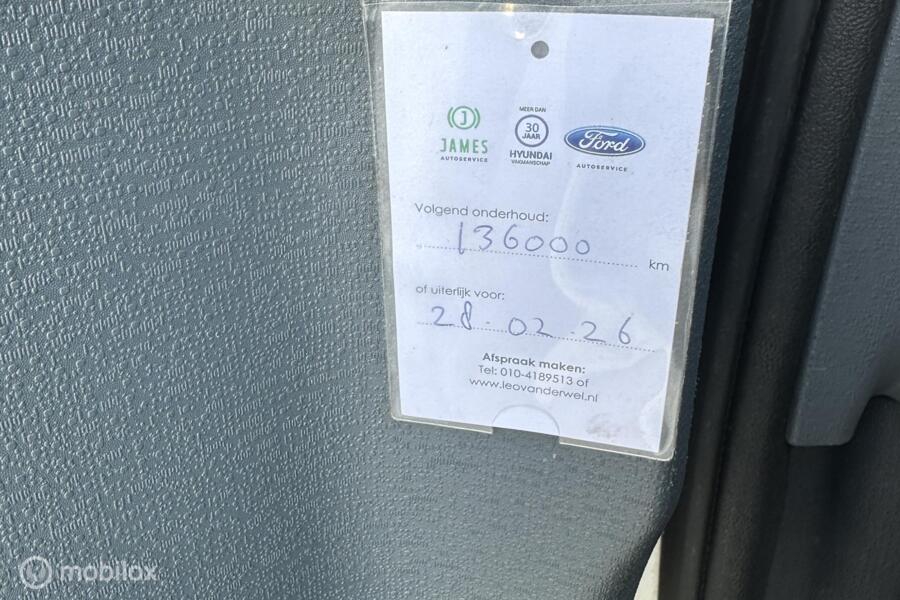 J
JAMES
AUTOSERVICE
MEER DAN
30
JAAR
HYUNDAI
VAKMANSCHAP
Ford
AUTOSERVICE
Volgend onderhoud:
136000 km
of uiterlijk voor:
28-02-26
Afspraak maken:
Tel: 010-4189513 of
www.leovanderwel.nl
mobilox